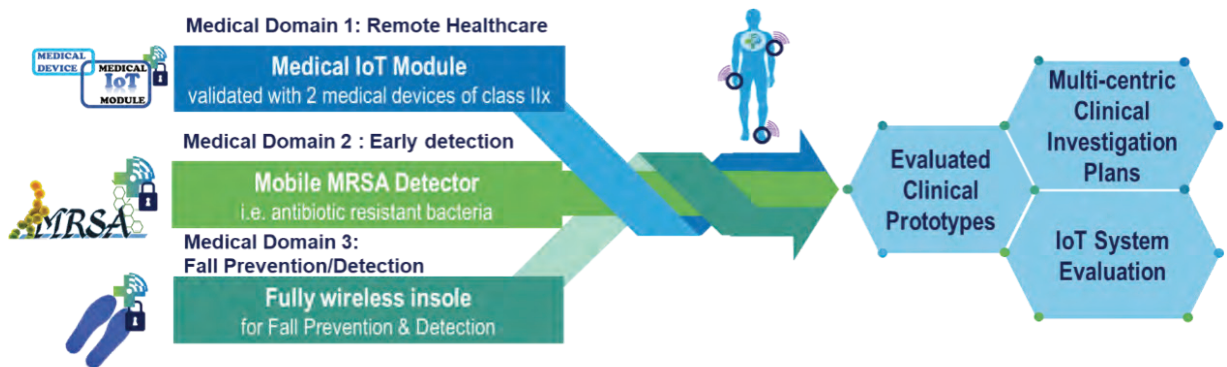 Medical Domain 1: Remote Healthcare
MEDICAL
DEVICE
MEDICAL
IoT
MODULE
Medical IoT Module
validated with 2 medical devices of class IIx
Medical Domain 2 : Early detection
MRSA
Mobile MRSA Detector
i.e. antibiotic resistant bacteria
Medical Domain 3:
Fall Prevention/Detection
Fully wireless insole
for Fall Prevention & Detection
Evaluated
Clinical
Prototypes
Multi-centric
Clinical
Investigation
Plans
IoT System
Evaluation